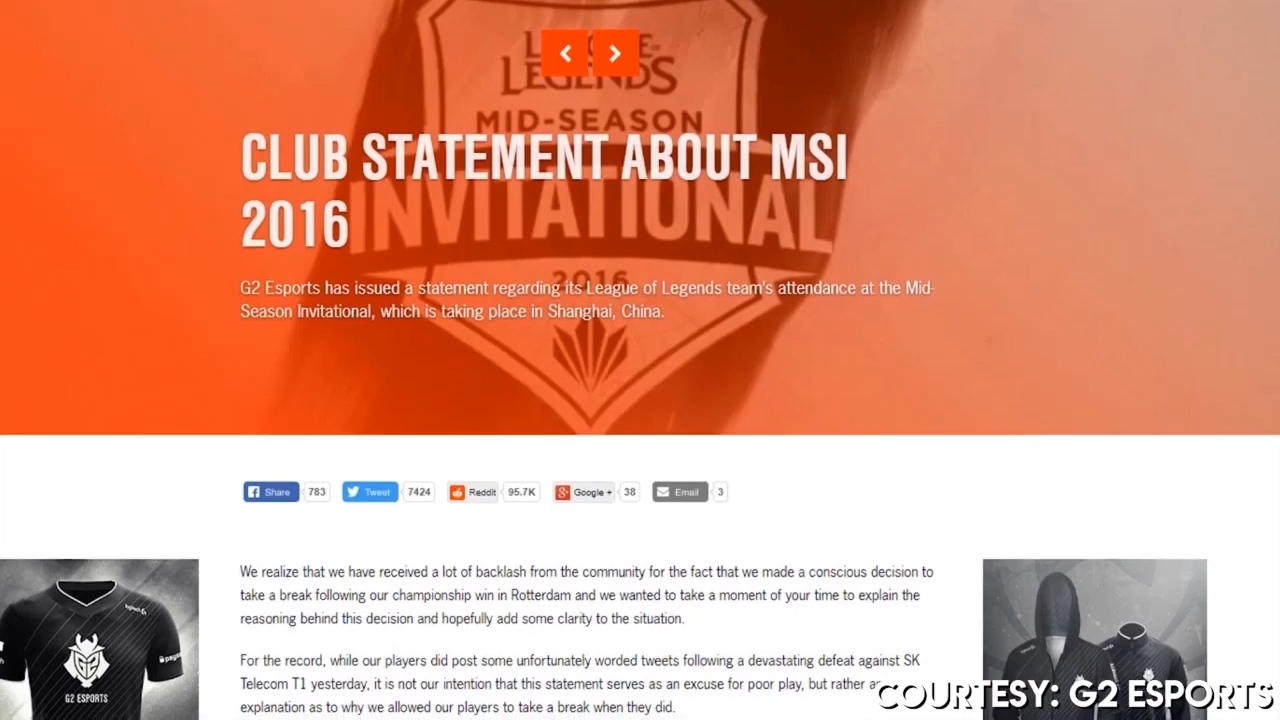 LEAGUE OF
LEGENDS
MID-SEASON
INVITATIONAL
2016
CLUB STATEMENT ABOUT MSI
2016
G2 Esports has issued a statement regarding its League of Legends team's attendance at the Mid-
Season Invitational, which is taking place in Shanghai, China.
Share 783 Tweet 7424 Reddit 95.7K Google + 38 Email 3
We realize that we have received a lot of backlash from the community for the fact that we made a conscious decision to
take a break following our championship win in Rotterdam and we wanted to take a moment of your time to explain the
reasoning behind this decision and hopefully add some clarity to the situation.
For the record, while our players did post some unfortunately worded tweets following a devastating defeat against SK
Telecom T1 yesterday, it is not our intention that this statement serves as an excuse for poor play, but rather
explanation as to why we allowed our players to take a break when they did.
logitech G
G2 ESPORTS
COURTESY: G2 ESPORTS